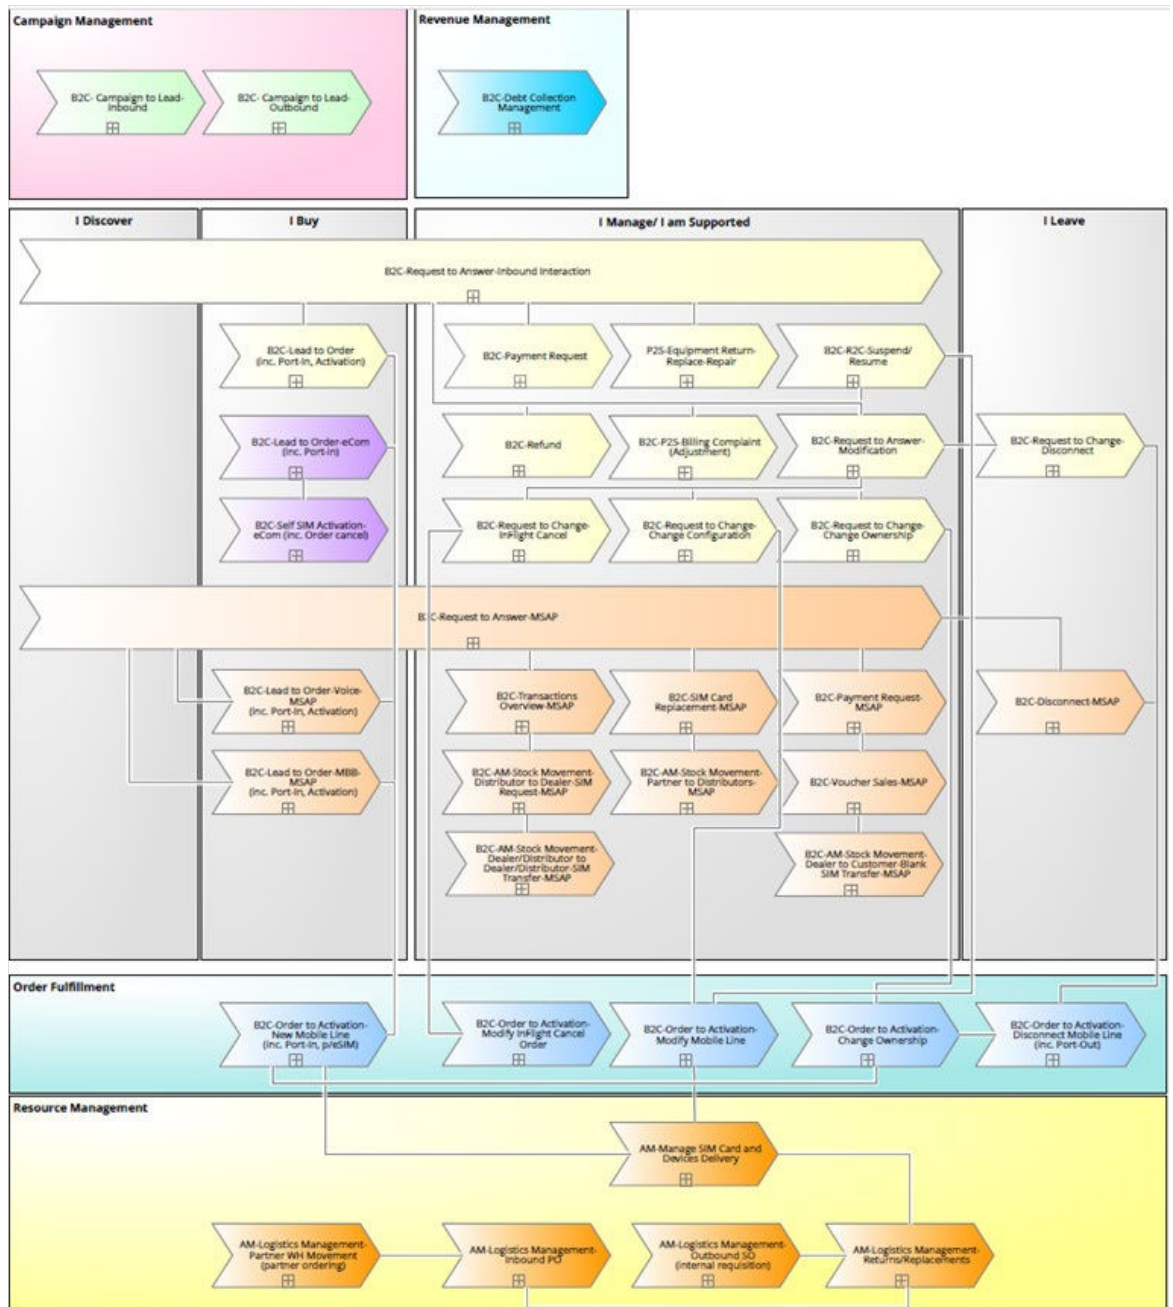 Campaign Management
B2C- Campaign to Lead-
Inbound
B2C- Campaign to Lead-
Outbound
Revenue Management
B2C-Debt Collection
Management
I Discover
I Buy
I Manage/ I am Supported
I Leave
B2C-Request to Answer-Inbound Interaction
B2C-Lead to Order
(inc. Port-In, Activation)
B2C-Payment Request
P2S-Equipment Return-
Replace-Repair
B2C-R2C-Suspend/
Resume
B2C-Lead to Order-eCom
(inc. Port-in)
B2C-Refund
B2C-P2S-Billing Complaint
(Adjustment)
B2C-Request to Answer-
Modification
B2C-Request to Change-
Disconnect
B2C-Self SIM Activation-
eCom (inc. Order cancel)
B2C-Request to Change-
InFlight Cancel
B2C-Request to Change-
Change Configuration
B2C-Request to Change-
Change Ownership
B2C-Request to Answer-MSAP
B2C-Lead to Order-Voice-
MSAP
(inc. Port-In, Activation)
B2C-Transactions
Overview-MSAP
B2C-SIM Card
Replacement-MSAP
B2C-Payment Request-
MSAP
B2C-Disconnect-MSAP
B2C-Lead to Order-MBB-
MSAP
(inc. Port-In, Activation)
B2C-AM-Stock Movement-
Distributor to Dealer-SIM
Request-MSAP
B2C-AM-Stock Movement-
Partner to Distributors-
MSAP
B2C-Voucher Sales-MSAP
B2C-AM-Stock Movement-
Dealer/Distributor to
Dealer/Distributor-SIM
Transfer-MSAP
B2C-AM-Stock Movement-
Dealer to Customer-Blank
SIM Transfer-MSAP
Order Fulfillment
B2C-Order to Activation-
New Mobile Line
(inc. Port-In, p/eSIM)
B2C-Order to Activation-
Modify InFlight Cancel
Order
B2C-Order to Activation-
Modify Mobile Line
B2C-Order to Activation-
Change Ownership
B2C-Order to Activation-
Disconnect Mobile Line
(inc. Port-Out)
Resource Management
AM-Manage SIM Card and
Devices Delivery
AM-Logistics Management-
Partner WH Movement
(partner ordering)
AM-Logistics Management-
Inbound PO
AM-Logistics Management-
Outbound SO
(internal requisition)
AM-Logistics Management-
Returns/Replacements